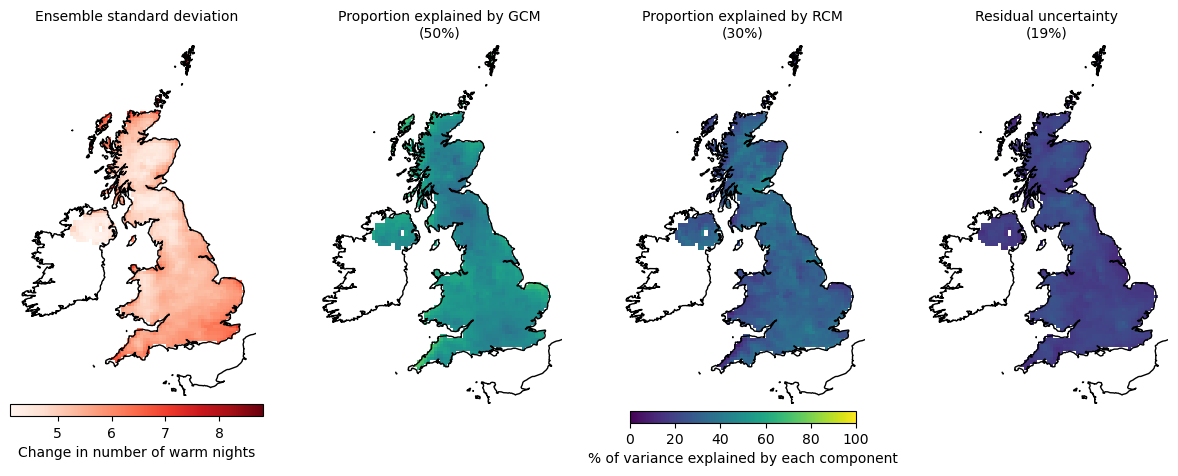 Ensemble standard deviation
Proportion explained by GCM
(50%)
Proportion explained by RCM
(30%)
Residual uncertainty
(19%)
5 6 7 8
Change in number of warm nights
0 20 40 60 80 100
% of variance explained by each component